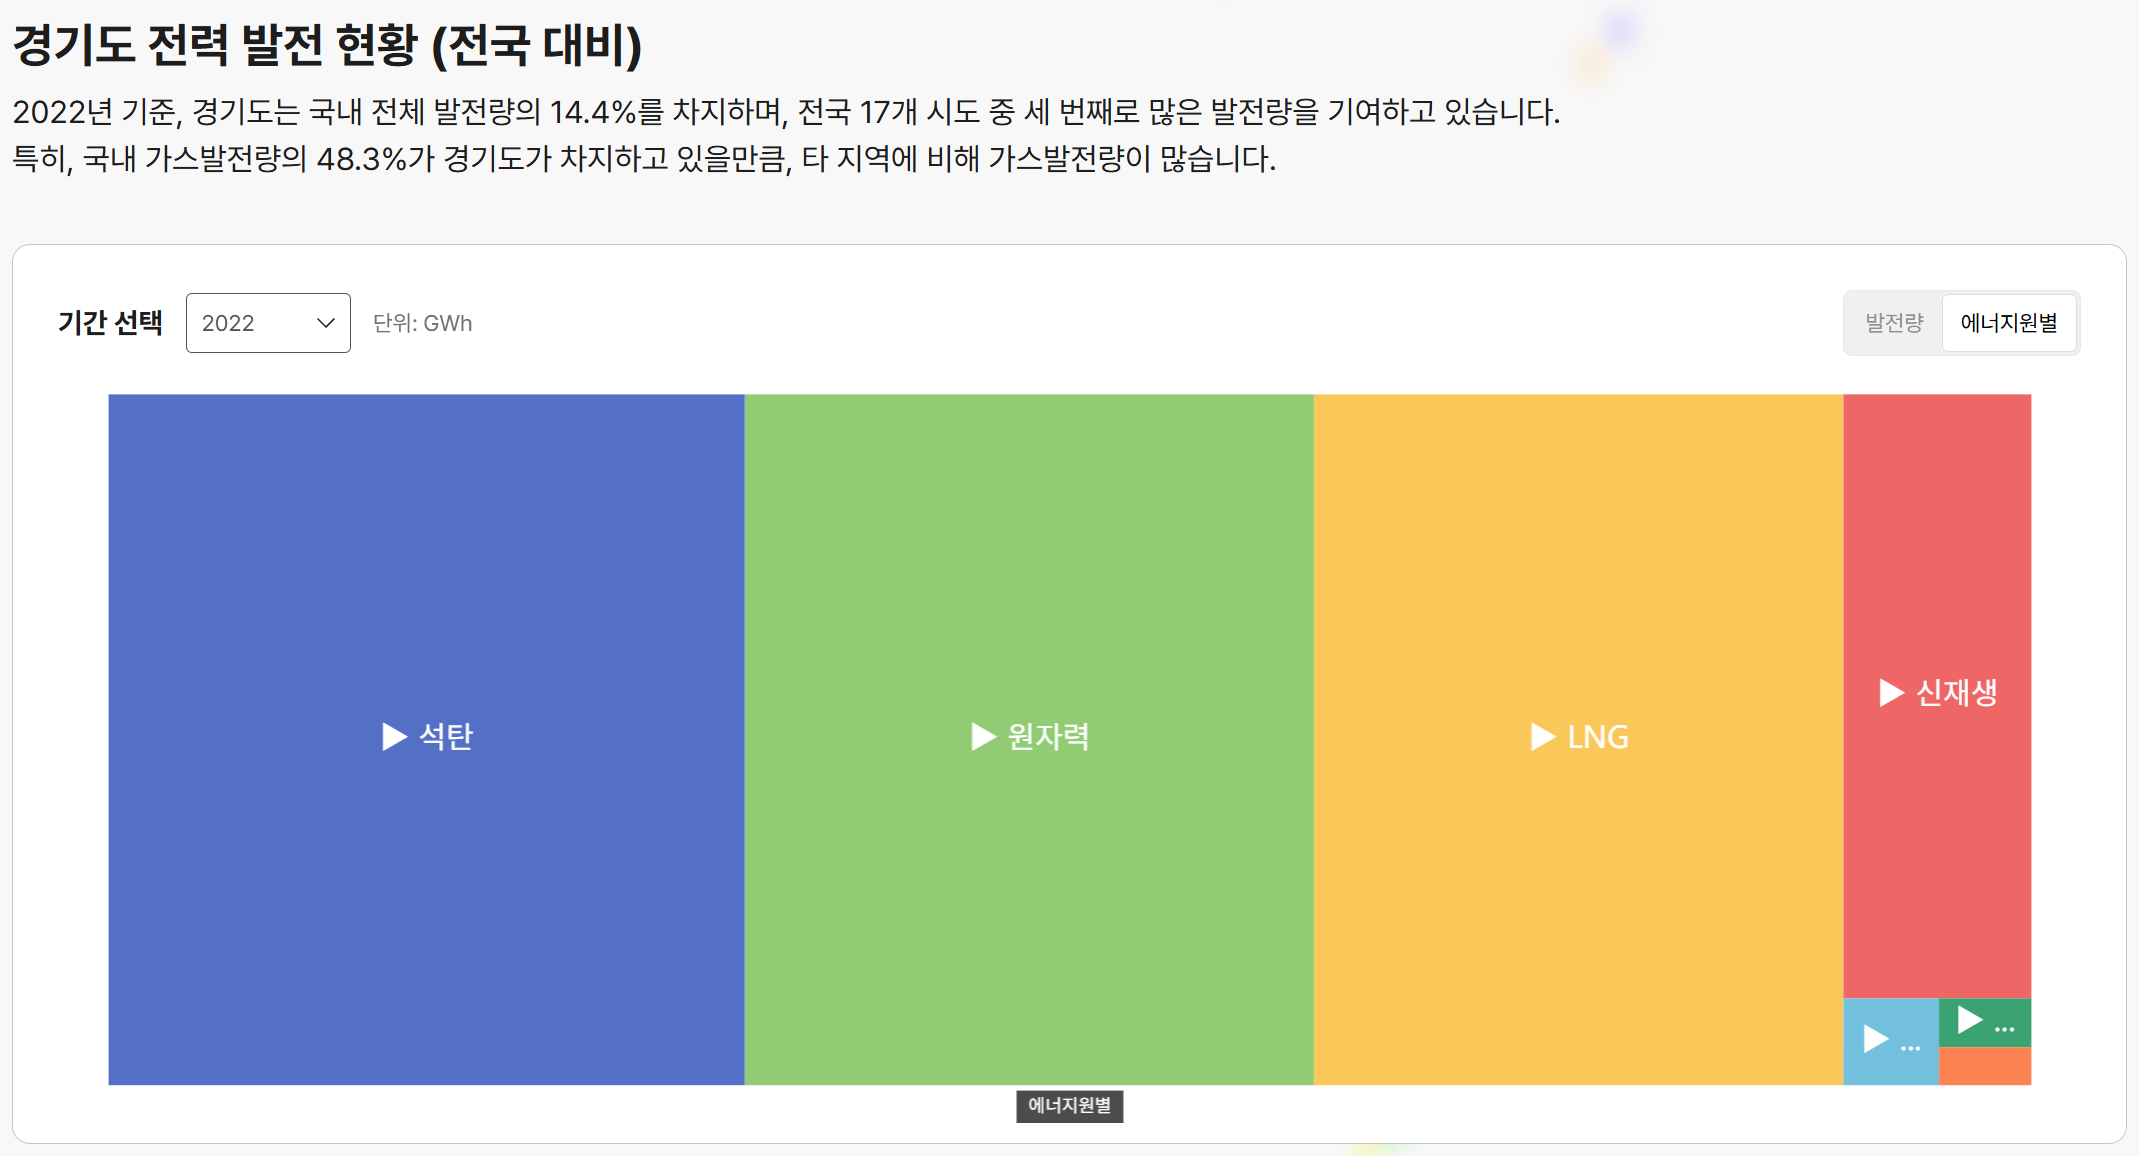 경기도 전력 발전 현황 (전국 대비)
2022년 기준, 경기도는 국내 전체 발전량의 14.4%를 차지하며, 전국 17개 시도 중 세 번째로 많은 발전량을 기여하고 있습니다.
특히, 국내 가스발전량의 48.3%가 경기도가 차지하고 있을만큼, 타 지역에 비해 가스발전량이 많습니다.
기간 선택 2022 단위: GWh 발전량 에너지원별
▶ 석탄
▶ 원자력
▶ LNG
▶ 신재생
▶ ...
▶ ...
에너지원별